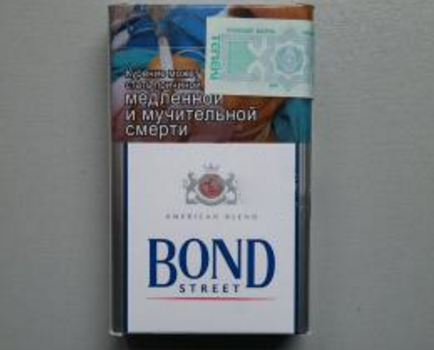 Курение может
стать причиной
медленной
и мучительной
смерти
AMERICAN BLEND
BOND
STREET